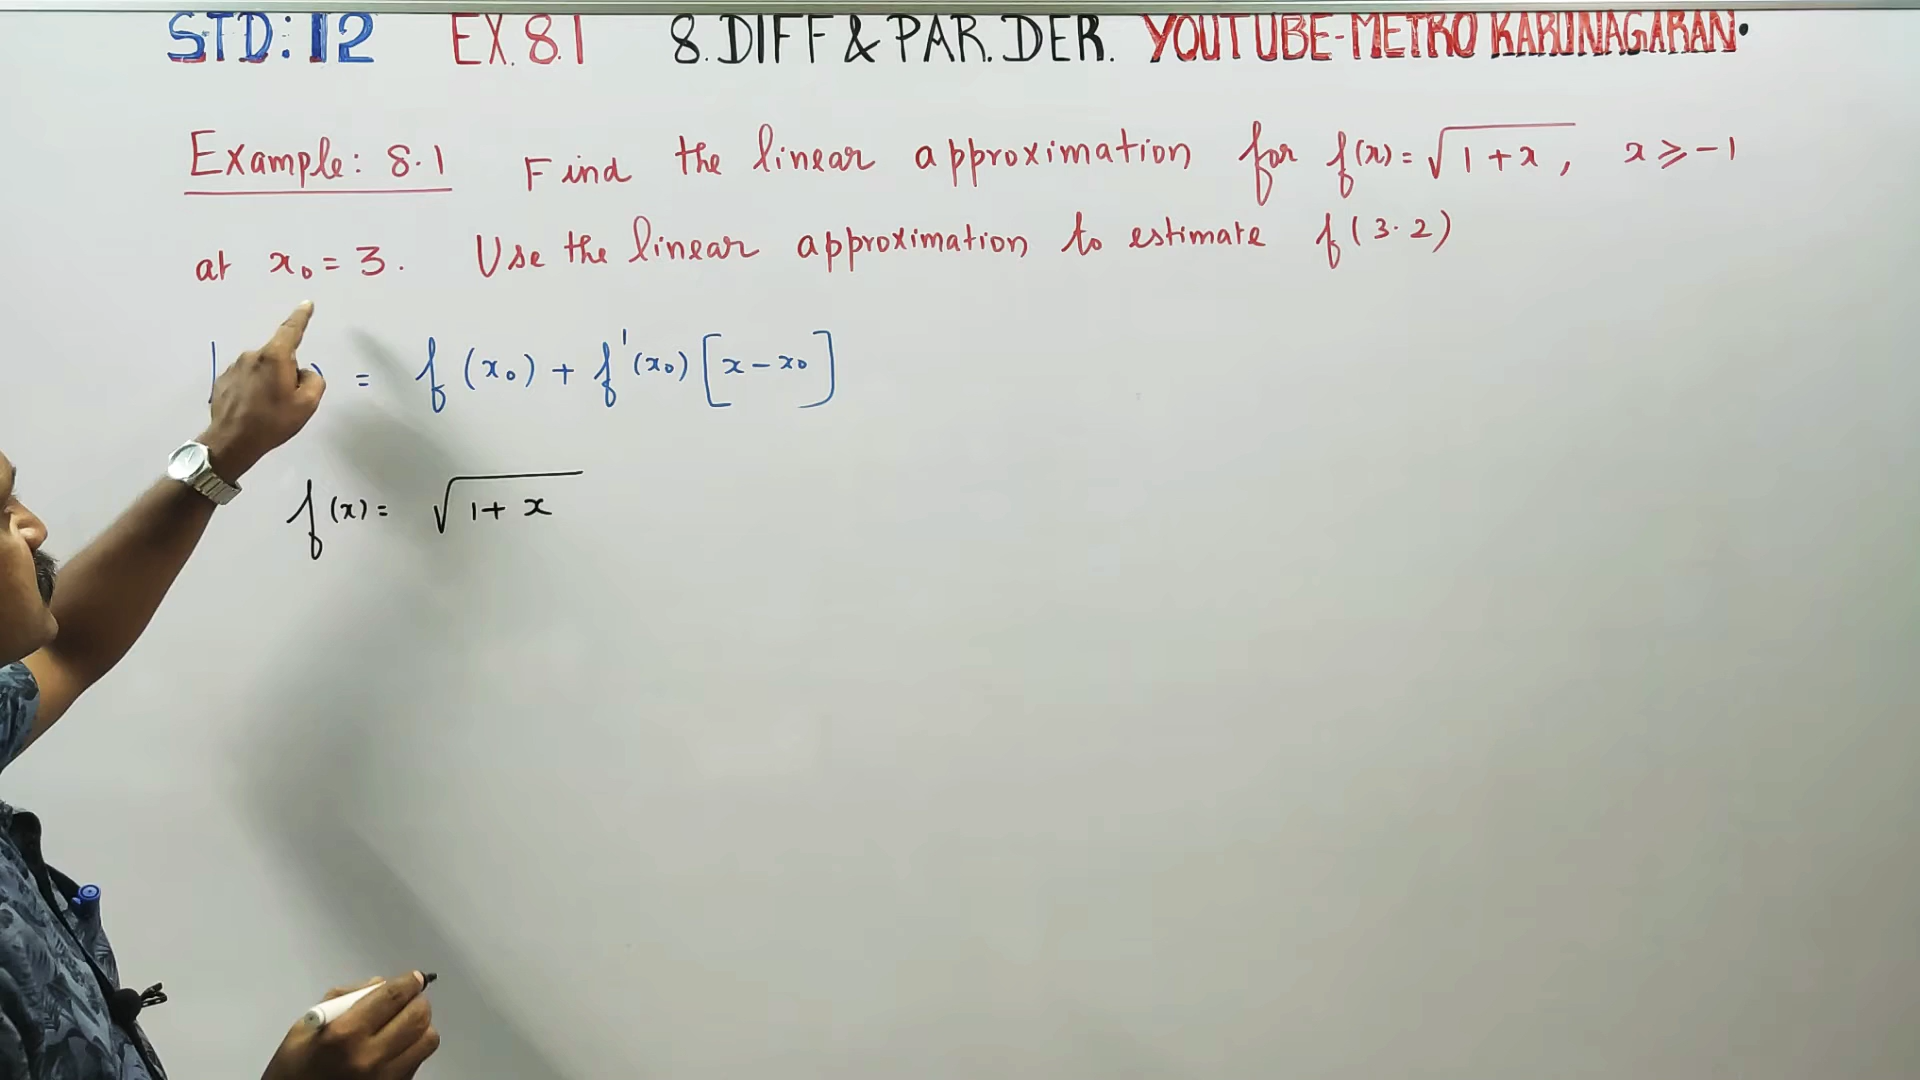 STD: 12 EX. 8.1 8. DIFF & PAR. DER. YOUTUBE-METRO KARUNAGARAN.
Example: 8.1 Find the linear approximation for f(x) = √(1 + x), x ≥ -1
at x₀ = 3. Use the linear approximation to estimate f(3.2)
= f(x₀) + f'(x₀) [x - x₀]
f(x) = √(1 + x)